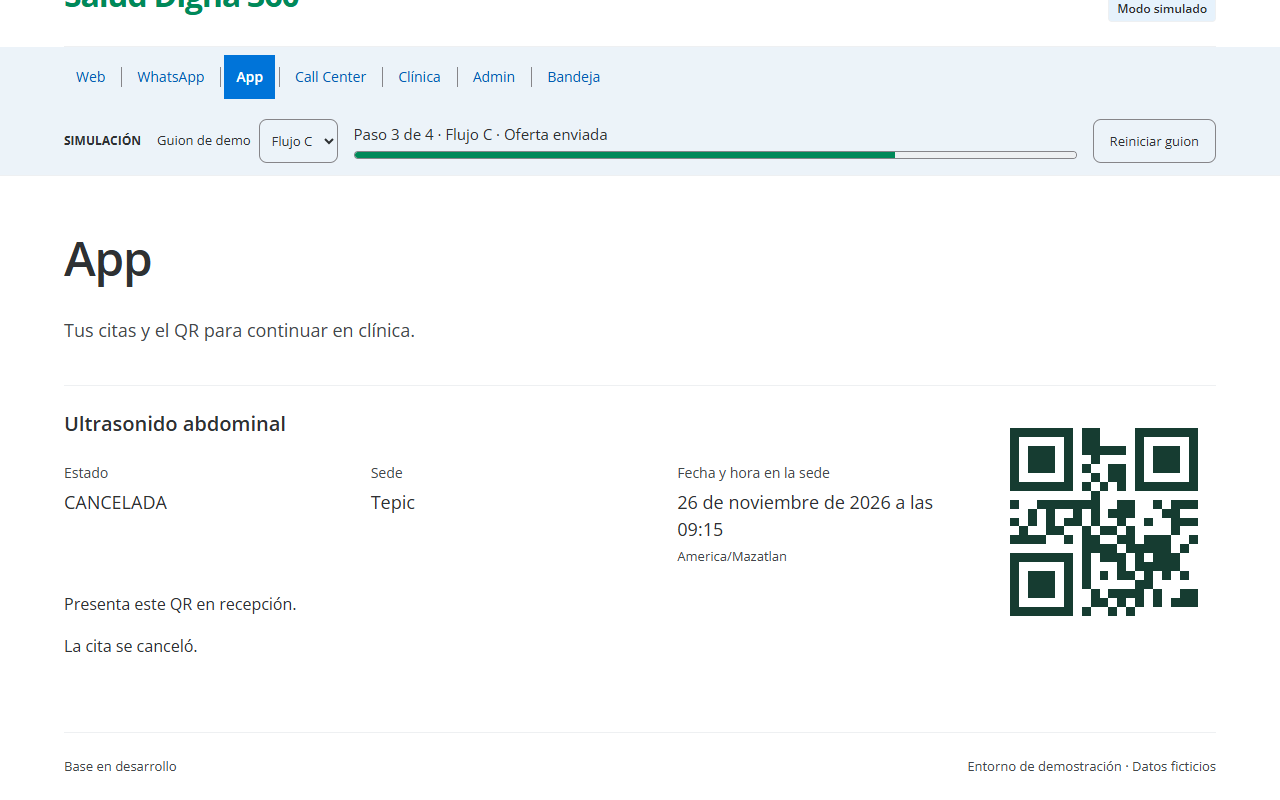 Salud Digna 360
Modo simulado
Web
WhatsApp
App
Call Center
Clínica
Admin
Bandeja
SIMULACIÓN
Guion de demo
Flujo C
Paso 3 de 4 · Flujo C · Oferta enviada
Reiniciar guion
App
Tus citas y el QR para continuar en clínica.
Ultrasonido abdominal
Estado
CANCELADA
Sede
Tepic
Fecha y hora en la sede
26 de noviembre de 2026 a las
09:15
America/Mazatlan
Presenta este QR en recepción.
La cita se canceló.
Base en desarrollo
Entorno de demostración · Datos ficticios